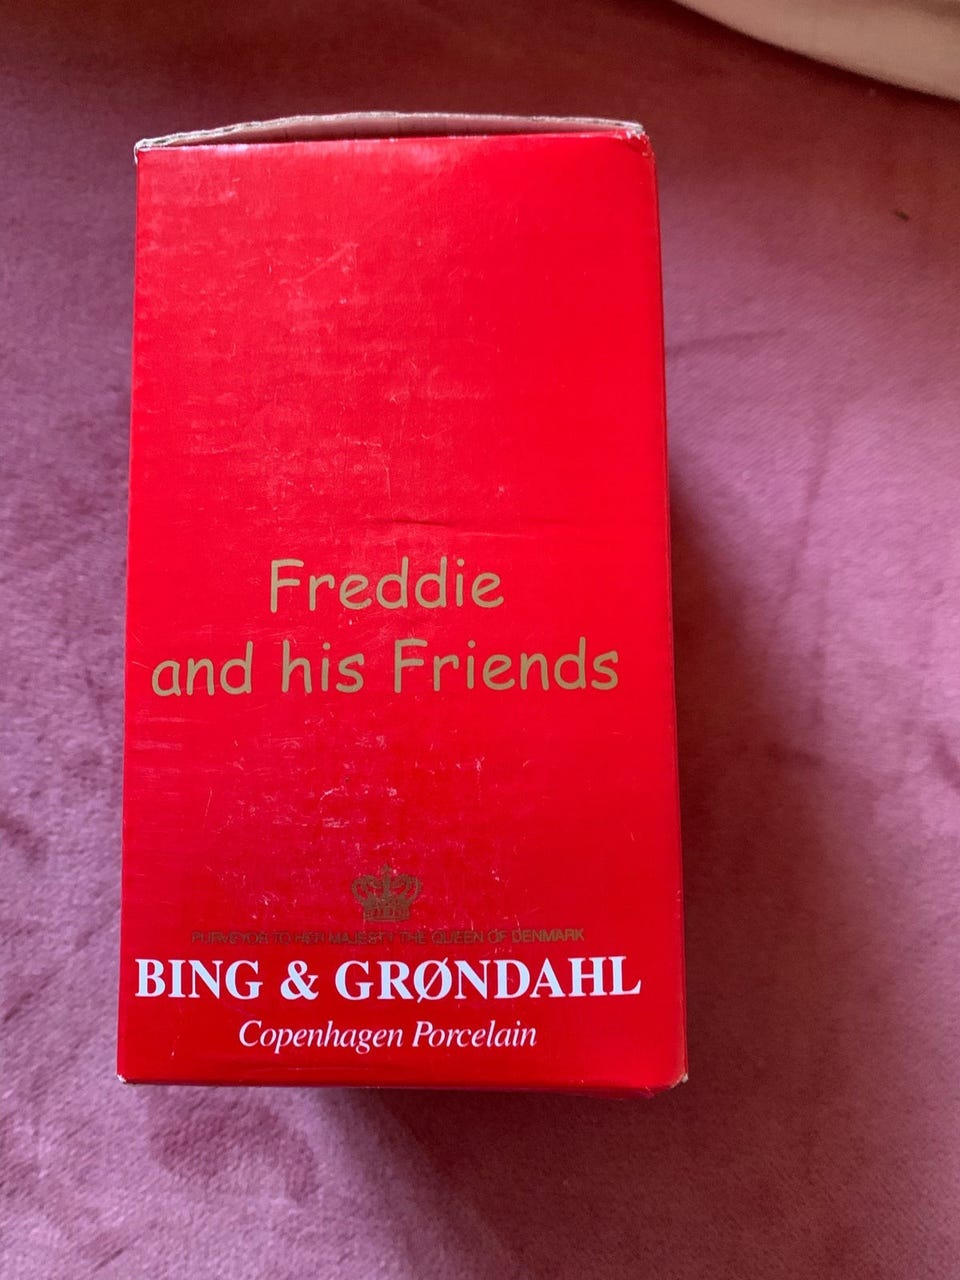 Freddie
and his Friends
PURVEYOR TO HER MAJESTY THE QUEEN OF DENMARK
BING & GRØNDAHL
Copenhagen Porcelain